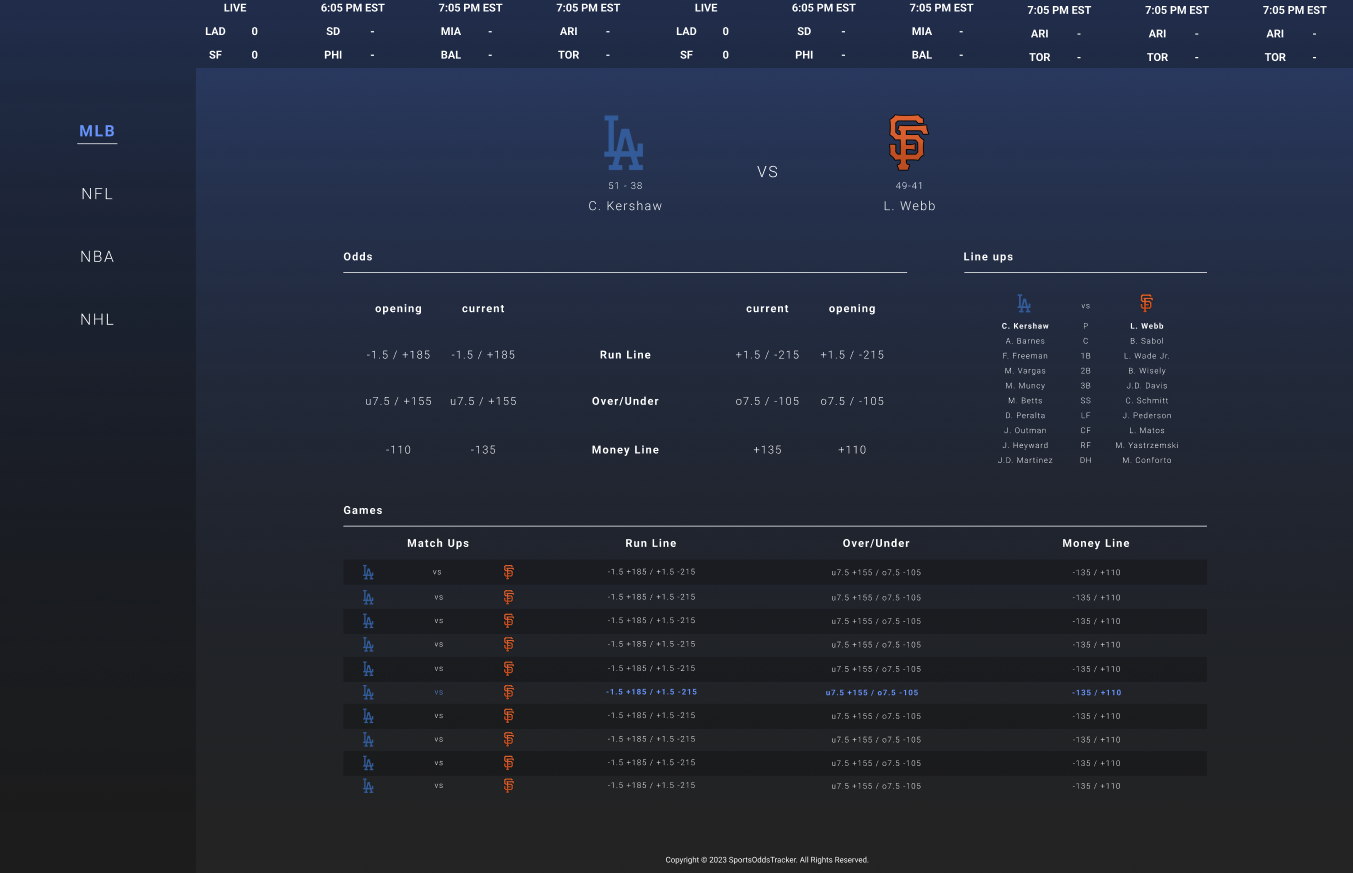 LIVE 6:05 PM EST 7:05 PM EST 7:05 PM EST LIVE 6:05 PM EST 7:05 PM EST 7:05 PM EST 7:05 PM EST 7:05 PM EST
LAD 0 SD - MIA - ARI - LAD 0 SD - MIA - ARI - ARI - ARI -
SF 0 PHI - BAL - TOR - SF 0 PHI - BAL - TOR - TOR - TOR -
MLB
NFL
NBA
NHL
LA VS SF
51 - 38 49-41
C. Kershaw L. Webb
Odds
opening current current opening
-1.5 / +185 -1.5 / +185 Run Line +1.5 / -215 +1.5 / -215
u7.5 / +155 u7.5 / +155 Over/Under o7.5 / -105 o7.5 / -105
-110 -135 Money Line +135 +110
Line ups
LA vs SF
C. Kershaw P L. Webb
A. Barnes C B. Sabol
F. Freeman 1B L. Wade Jr.
M. Vargas 2B B. Wisely
M. Muncy 3B J.D. Davis
M. Betts SS C. Schmitt
D. Peralta LF J. Pederson
J. Outman CF L. Matos
J. Heyward RF M. Yastrzemski
J.D. Martinez DH M. Conforto
Games
Match Ups Run Line Over/Under Money Line
LA vs SF -1.5 +185 / +1.5 -215 u7.5 +155 / o7.5 -105 -135 / +110
LA vs SF -1.5 +185 / +1.5 -215 u7.5 +155 / o7.5 -105 -135 / +110
LA vs SF -1.5 +185 / +1.5 -215 u7.5 +155 / o7.5 -105 -135 / +110
LA vs SF -1.5 +185 / +1.5 -215 u7.5 +155 / o7.5 -105 -135 / +110
LA vs SF -1.5 +185 / +1.5 -215 u7.5 +155 / o7.5 -105 -135 / +110
LA vs SF -1.5 +185 / +1.5 -215 u7.5 +155 / o7.5 -105 -135 / +110
LA vs SF -1.5 +185 / +1.5 -215 u7.5 +155 / o7.5 -105 -135 / +110
LA vs SF -1.5 +185 / +1.5 -215 u7.5 +155 / o7.5 -105 -135 / +110
LA vs SF -1.5 +185 / +1.5 -215 u7.5 +155 / o7.5 -105 -135 / +110
LA vs SF -1.5 +185 / +1.5 -215 u7.5 +155 / o7.5 -105 -135 / +110
Copyright © 2023 SportsOddsTracker. All Rights Reserved.